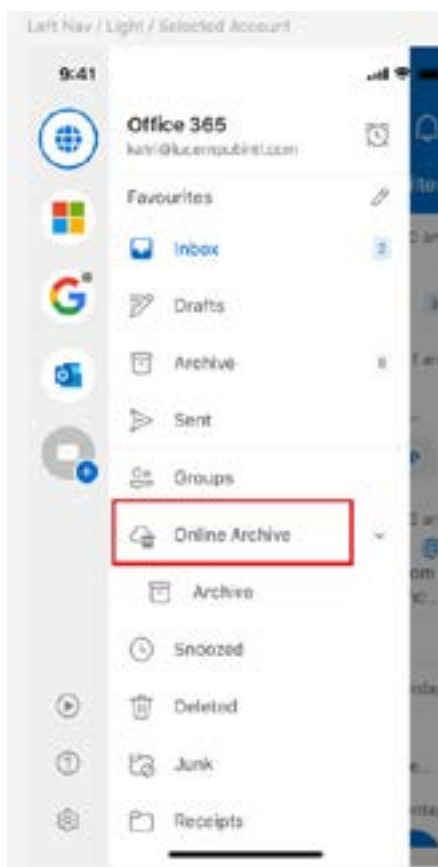 Left Nav / Light / Selected Account
9:41
Office 365
Favourites
Inbox 2
Drafts
Archive 8
Sent
Groups
Online Archive
Archive
Snoozed
Deleted
Junk
Receipts